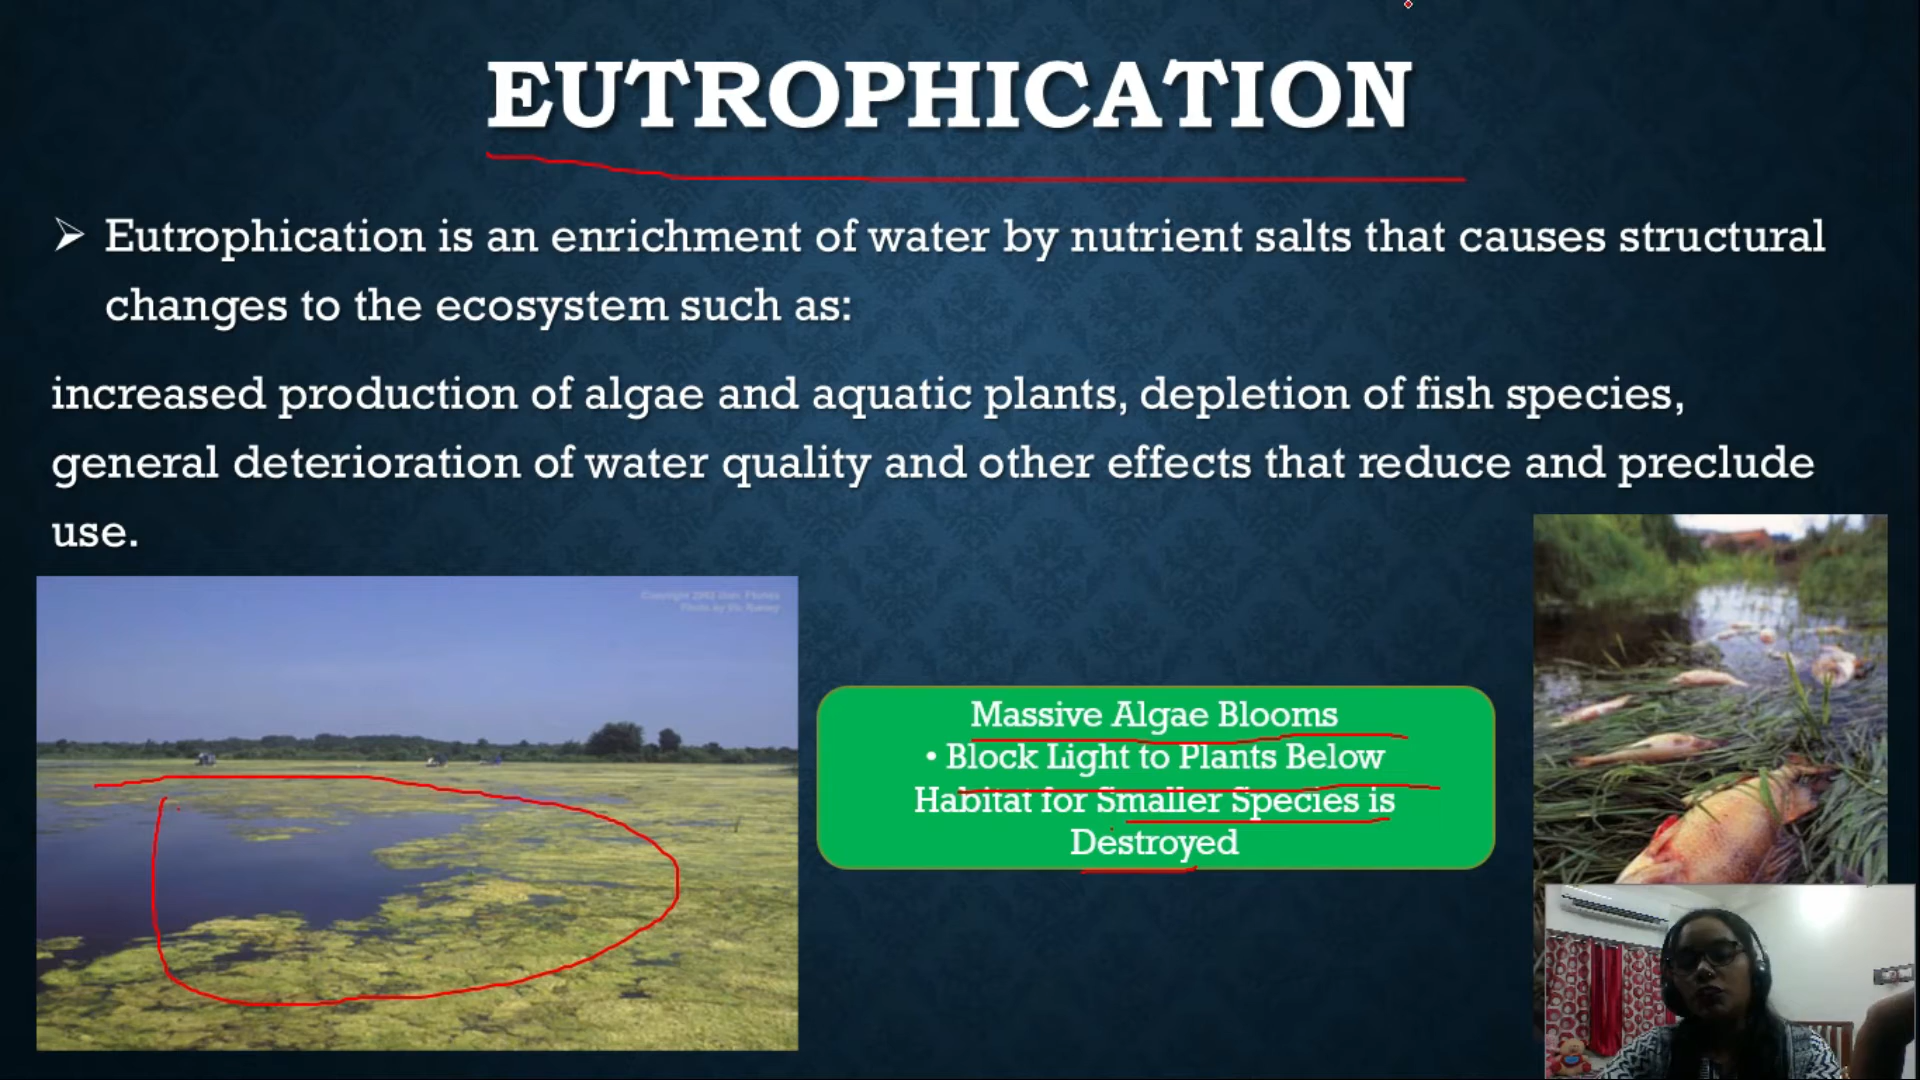 EUTROPHICATION
Eutrophication is an enrichment of water by nutrient salts that causes structural
changes to the ecosystem such as:
increased production of algae and aquatic plants, depletion of fish species,
general deterioration of water quality and other effects that reduce and preclude
use.
Massive Algae Blooms
• Block Light to Plants Below
Habitat for Smaller Species is
Destroyed